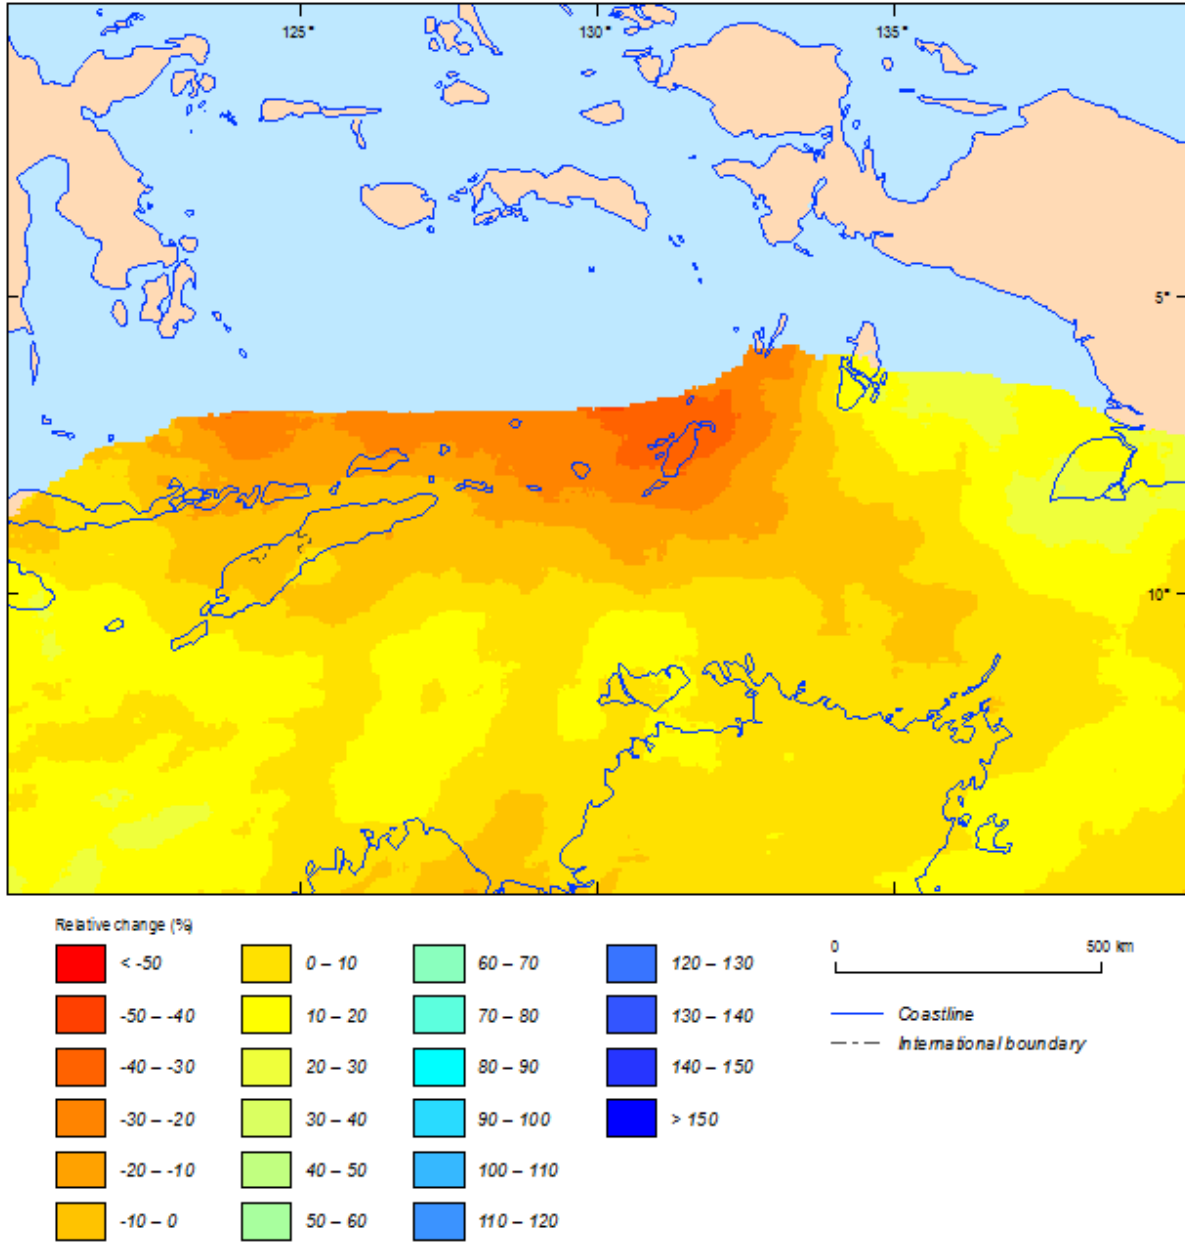 125°
130°
135°
5°
10°
Relative change (%)
< -50
-50 – -40
-40 – -30
-30 – -20
-20 – -10
-10 – 0
0 – 10
10 – 20
20 – 30
30 – 40
40 – 50
50 – 60
60 – 70
70 – 80
80 – 90
90 – 100
100 – 110
110 – 120
120 – 130
130 – 140
140 – 150
> 150
0
500 km
Coastline
International boundary